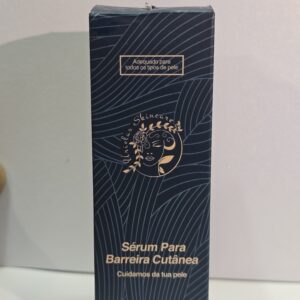 Adequado para
todos os tipos de pele
Sérum Para
Barreira Cutânea
Cuidamos da tua pele